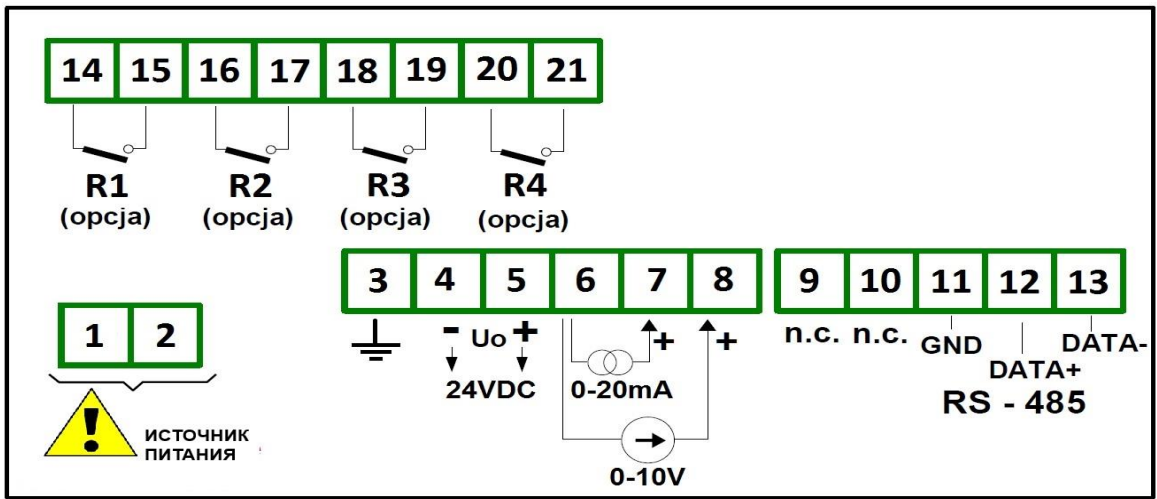 14 15 16 17 18 19 20 21
R1 R2 R3 R4
(opcja) (opcja) (opcja) (opcja)
3 4 5 6 7 8 9 10 11 12 13
- Uo +
24VDC
+ +
0-20mA
0-10V
n.c. n.c. GND DATA+ DATA-
RS - 485
1 2
!
ИСТОЧНИК
ПИТАНИЯ